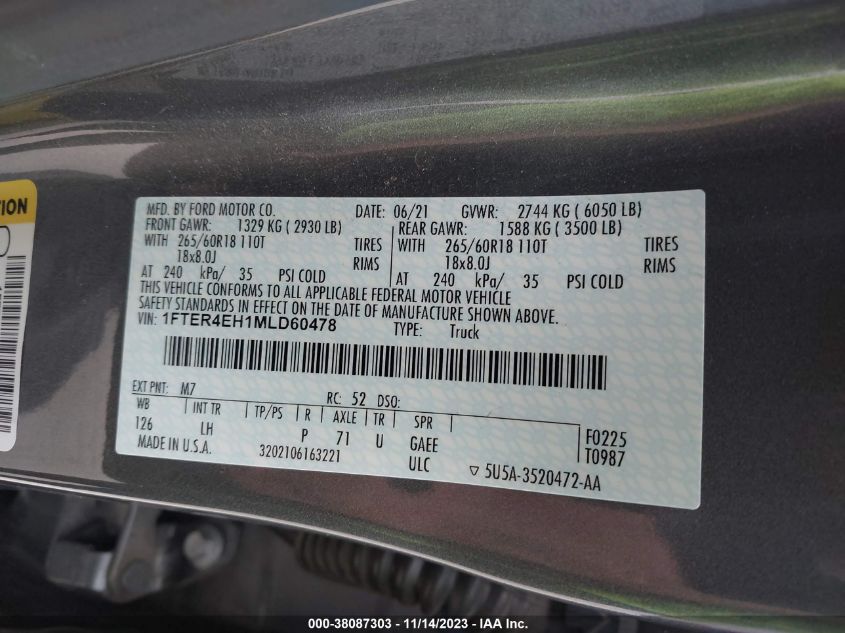 TION
MFD. BY FORD MOTOR CO. DATE: 06/21 GVWR: 2744 KG ( 6050 LB)
FRONT GAWR: 1329 KG ( 2930 LB) REAR GAWR: 1588 KG ( 3500 LB)
WITH 265/60R18 110T TIRES WITH 265/60R18 110T TIRES
18x8.0J RIMS 18x8.0J RIMS
AT 240 kPa/ 35 PSI COLD AT 240 kPa/ 35 PSI COLD
THIS VEHICLE CONFORMS TO ALL APPLICABLE FEDERAL MOTOR VEHICLE
SAFETY STANDARDS IN EFFECT ON THE DATE OF MANUFACTURE SHOWN ABOVE.
VIN: 1FTER4EH1MLD60478 TYPE: Truck
EXT PNT: M7 RC: 52 DSO:
WB INT TR TP/PS R AXLE TR SPR
126 LH P 71 U GAEE F0225
MADE IN U.S.A. 3202106163221 ULC T0987
5U5A-3520472-AA
000-38087303 - 11/14/2023 - IAA Inc.